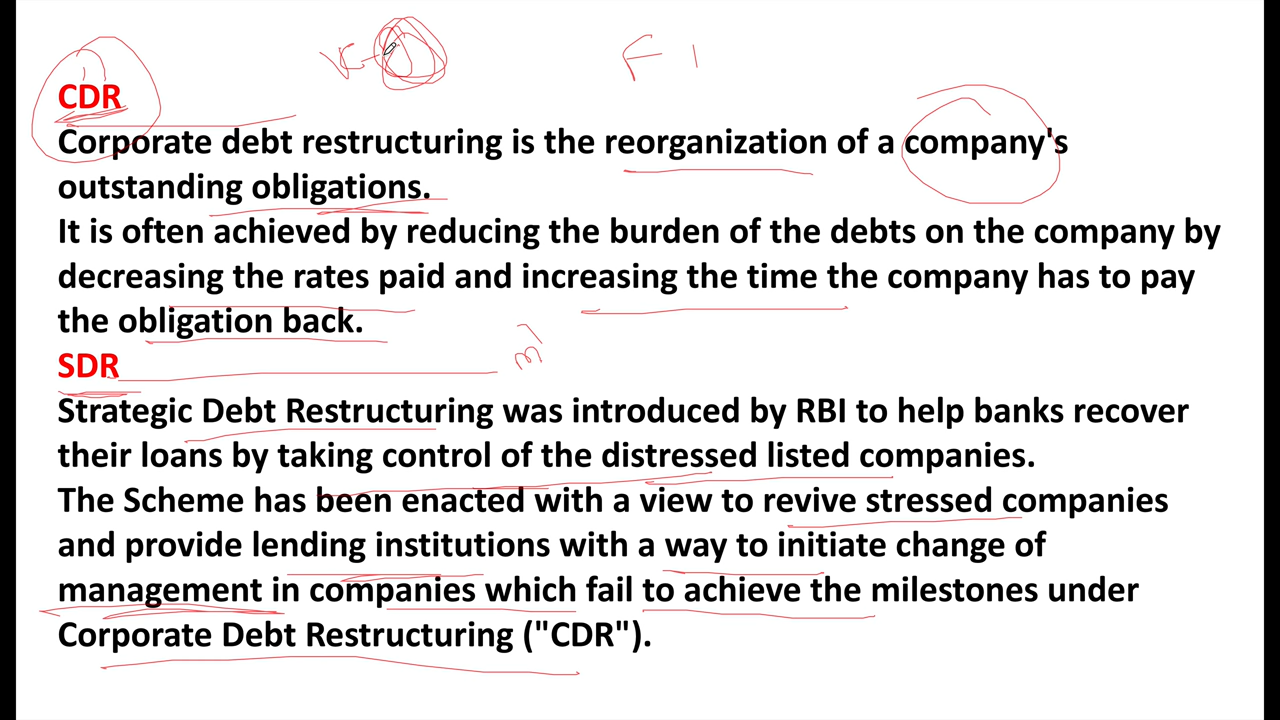 CDR
Corporate debt restructuring is the reorganization of a company's
outstanding obligations.
It is often achieved by reducing the burden of the debts on the company by
decreasing the rates paid and increasing the time the company has to pay
the obligation back.
SDR
Strategic Debt Restructuring was introduced by RBI to help banks recover
their loans by taking control of the distressed listed companies.
The Scheme has been enacted with a view to revive stressed companies
and provide lending institutions with a way to initiate change of
management in companies which fail to achieve the milestones under
Corporate Debt Restructuring ("CDR").